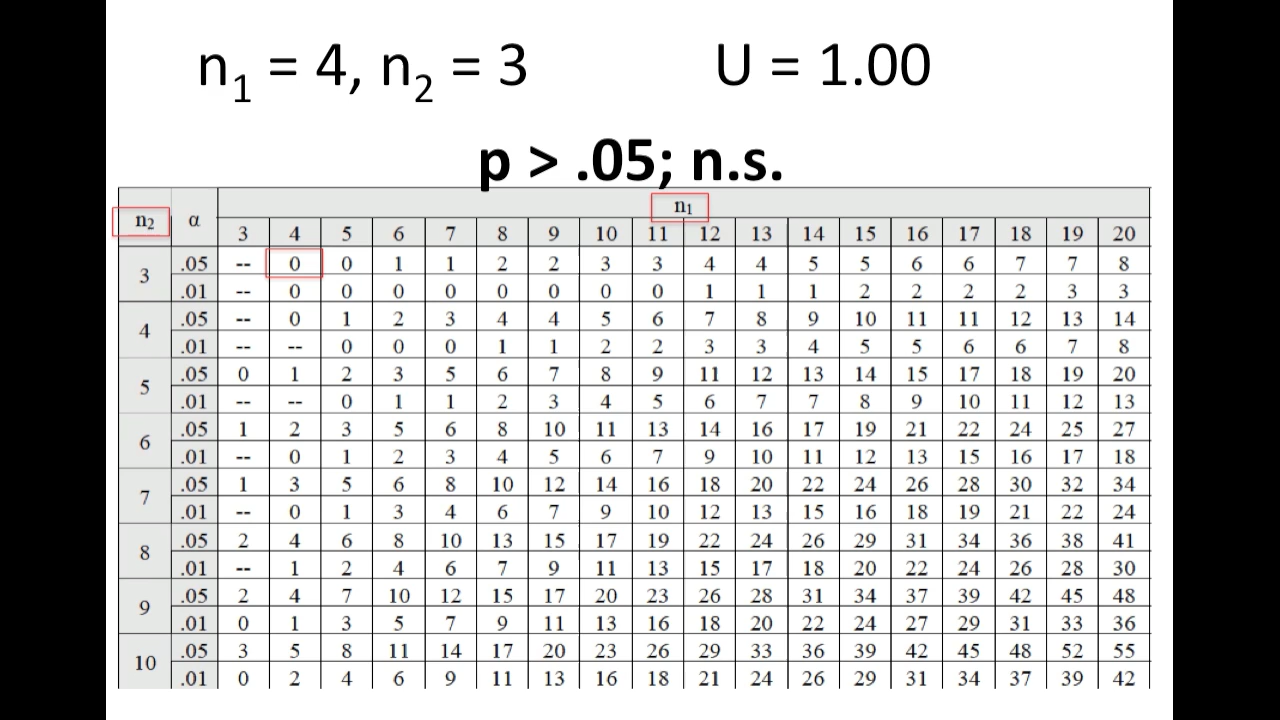 n1 = 4, n2 = 3 U = 1.00
p > .05; n.s.
n2 α n1
3 4 5 6 7 8 9 10 11 12 13 14 15 16 17 18 19 20
3 .05 -- 0 0 1 1 2 2 3 3 4 4 5 5 6 6 7 7 8
.01 -- 0 0 0 0 0 0 0 0 1 1 1 2 2 2 2 3 3
4 .05 -- 0 1 2 3 4 4 5 6 7 8 9 10 11 11 12 13 14
.01 -- -- 0 0 0 1 1 2 2 3 3 4 5 5 6 6 7 8
5 .05 0 1 2 3 5 6 7 8 9 11 12 13 14 15 17 18 19 20
.01 -- -- 0 1 1 2 3 4 5 6 7 7 8 9 10 11 12 13
6 .05 1 2 3 5 6 8 10 11 13 14 16 17 19 21 22 24 25 27
.01 -- 0 1 2 3 4 5 6 7 9 10 11 12 13 15 16 17 18
7 .05 1 3 5 6 8 10 12 14 16 18 20 22 24 26 28 30 32 34
.01 -- 0 1 3 4 6 7 9 10 12 13 15 16 18 19 21 22 24
8 .05 2 4 6 8 10 13 15 17 19 22 24 26 29 31 34 36 38 41
.01 -- 1 2 4 6 7 9 11 13 15 17 18 20 22 24 26 28 30
9 .05 2 4 7 10 12 15 17 20 23 26 28 31 34 37 39 42 45 48
.01 0 1 3 5 7 9 11 13 16 18 20 22 24 27 29 31 33 36
10 .05 3 5 8 11 14 17 20 23 26 29 33 36 39 42 45 48 52 55
.01 0 2 4 6 9 11 13 16 18 21 24 26 29 31 34 37 39 42